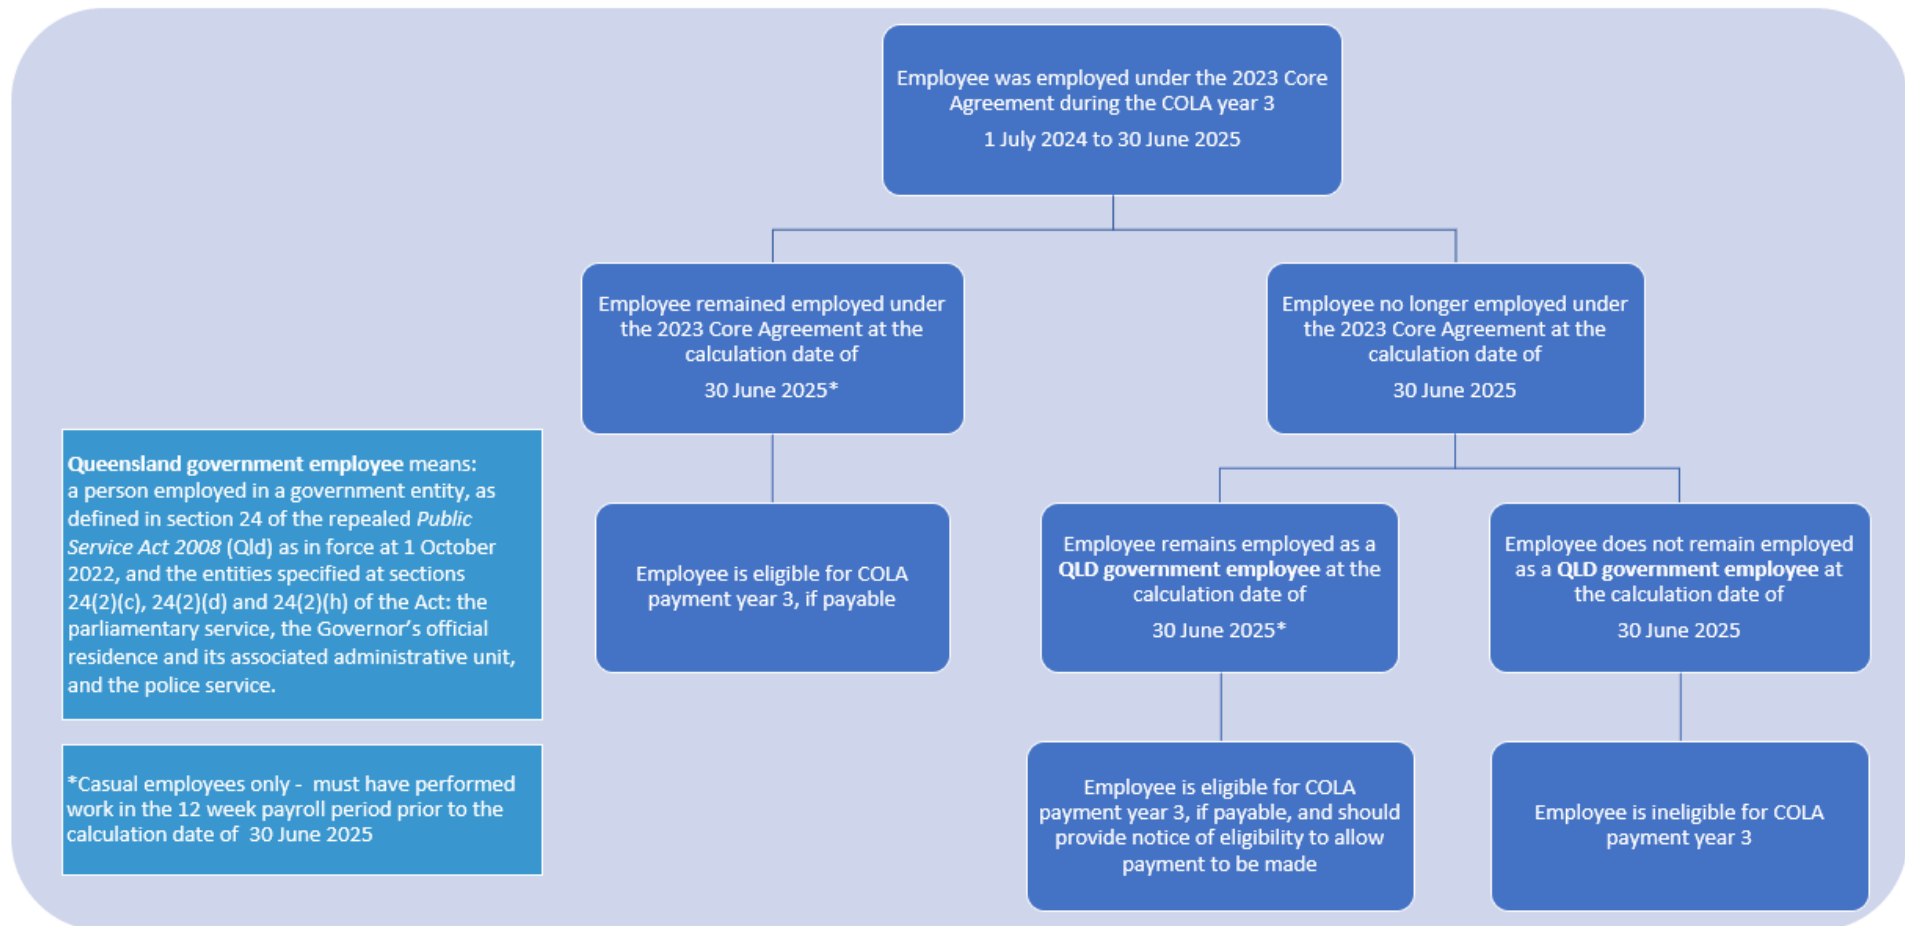 Employee was employed under the 2023 Core
Agreement during the COLA year 3
1 July 2024 to 30 June 2025
Employee remained employed under
the 2023 Core Agreement at the
calculation date of
30 June 2025*
Employee no longer employed under
the 2023 Core Agreement at the
calculation date of
30 June 2025
Queensland government employee means:
a person employed in a government entity, as
defined in section 24 of the repealed Public
Service Act 2008 (Qld) as in force at 1 October
2022, and the entities specified at sections
24(2)(c), 24(2)(d) and 24(2)(h) of the Act: the
parliamentary service, the Governor's official
residence and its associated administrative unit,
and the police service.
Employee is eligible for COLA
payment year 3, if payable
Employee remains employed as a
QLD government employee at the
calculation date of
30 June 2025*
Employee does not remain employed
as a QLD government employee at
the calculation date of
30 June 2025
*Casual employees only -  must have performed
work in the 12 week payroll period prior to the
calculation date of  30 June 2025
Employee is eligible for COLA
payment year 3, if payable, and should
provide notice of eligibility to allow
payment to be made
Employee is ineligible for COLA
payment year 3